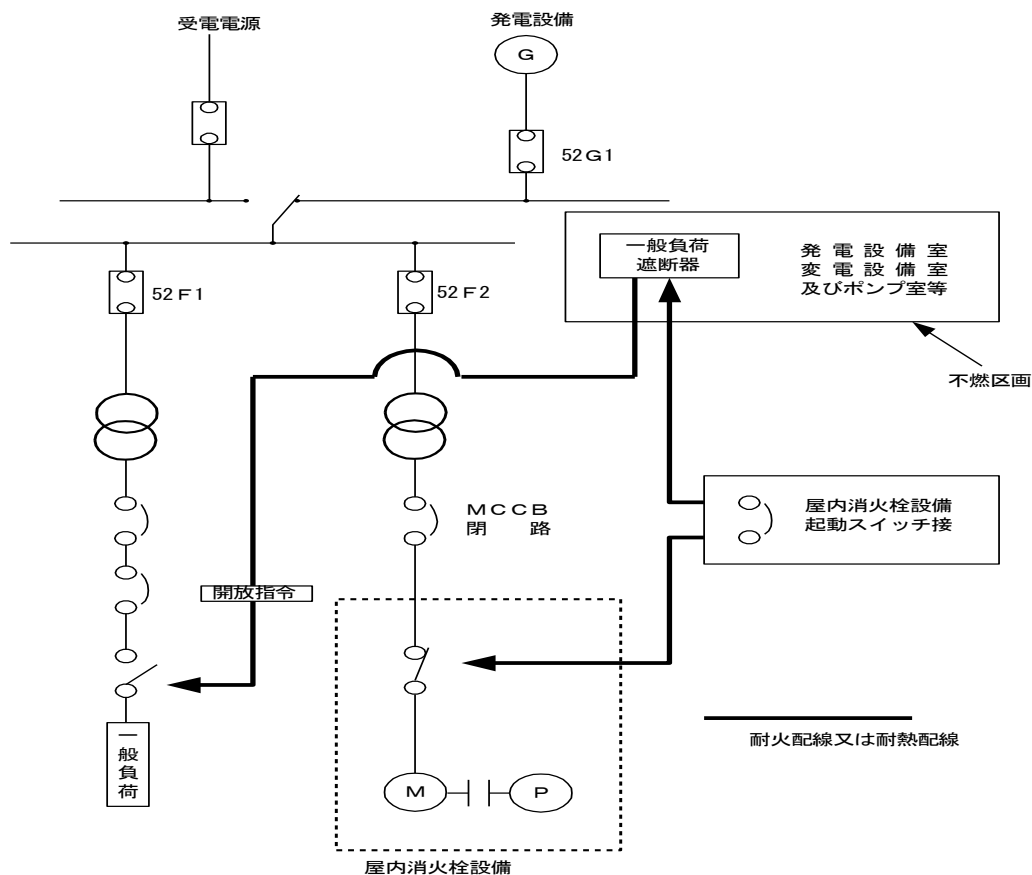 受電電源
発電設備
G
52G1
52F1
52F2
一般負荷
遮断器
発電設備室
変電設備室
及びポンプ室等
不燃区画
MCCB
閉路
屋内消火栓設備
起動スイッチ接
開放指令
一般負荷
M
P
耐火配線又は耐熱配線
屋内消火栓設備